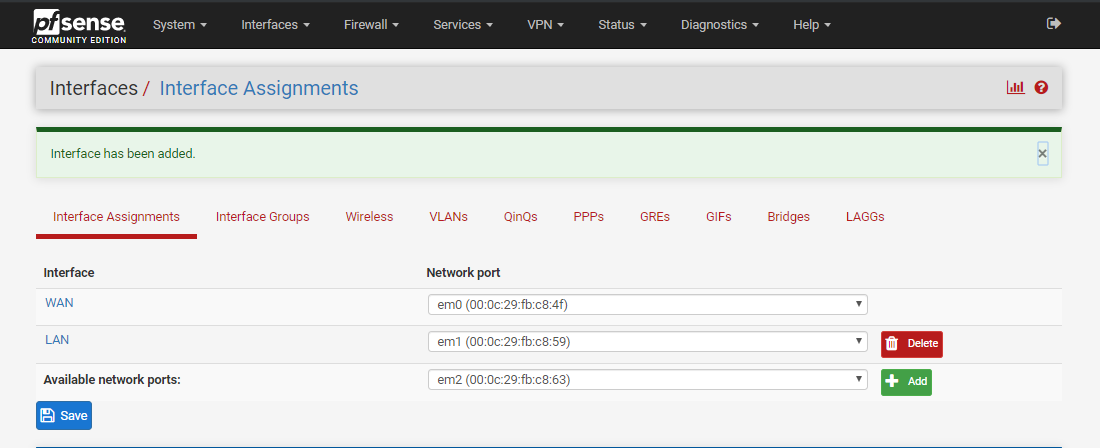 pfsense COMMUNITY EDITION
System Interfaces Firewall Services VPN Status Diagnostics Help
Interfaces / Interface Assignments
Interface has been added.
×
Interface Assignments Interface Groups Wireless VLANs QinQs PPPs GREs GIFs Bridges LAGGs
Interface Network port
WAN em0 (00:0c:29:fb:c8:4f)
LAN em1 (00:0c:29:fb:c8:59) Delete
Available network ports: em2 (00:0c:29:fb:c8:63) Add
Save